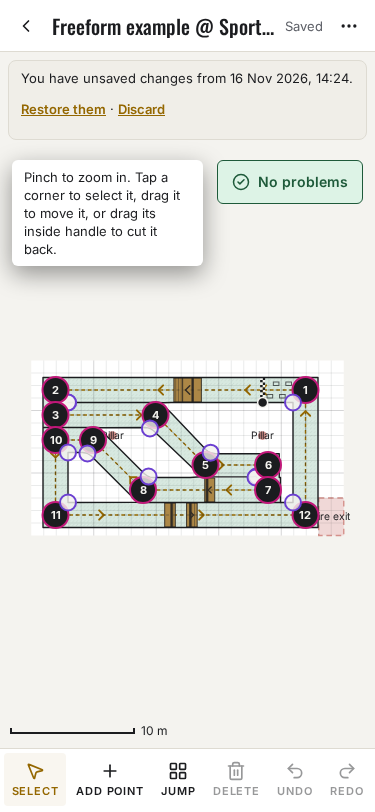 Freeform example @ Sport... Saved
You have unsaved changes from 16 Nov 2026, 14:24.
Restore them · Discard
Pinch to zoom in. Tap a
corner to select it, drag it
to move it, or drag its
inside handle to cut it
back.
No problems
2
1
3
4
10
9
Pillar
5
6
8
7
11
12
10 m
SELECT
ADD POINT
JUMP
DELETE
UNDO
REDO